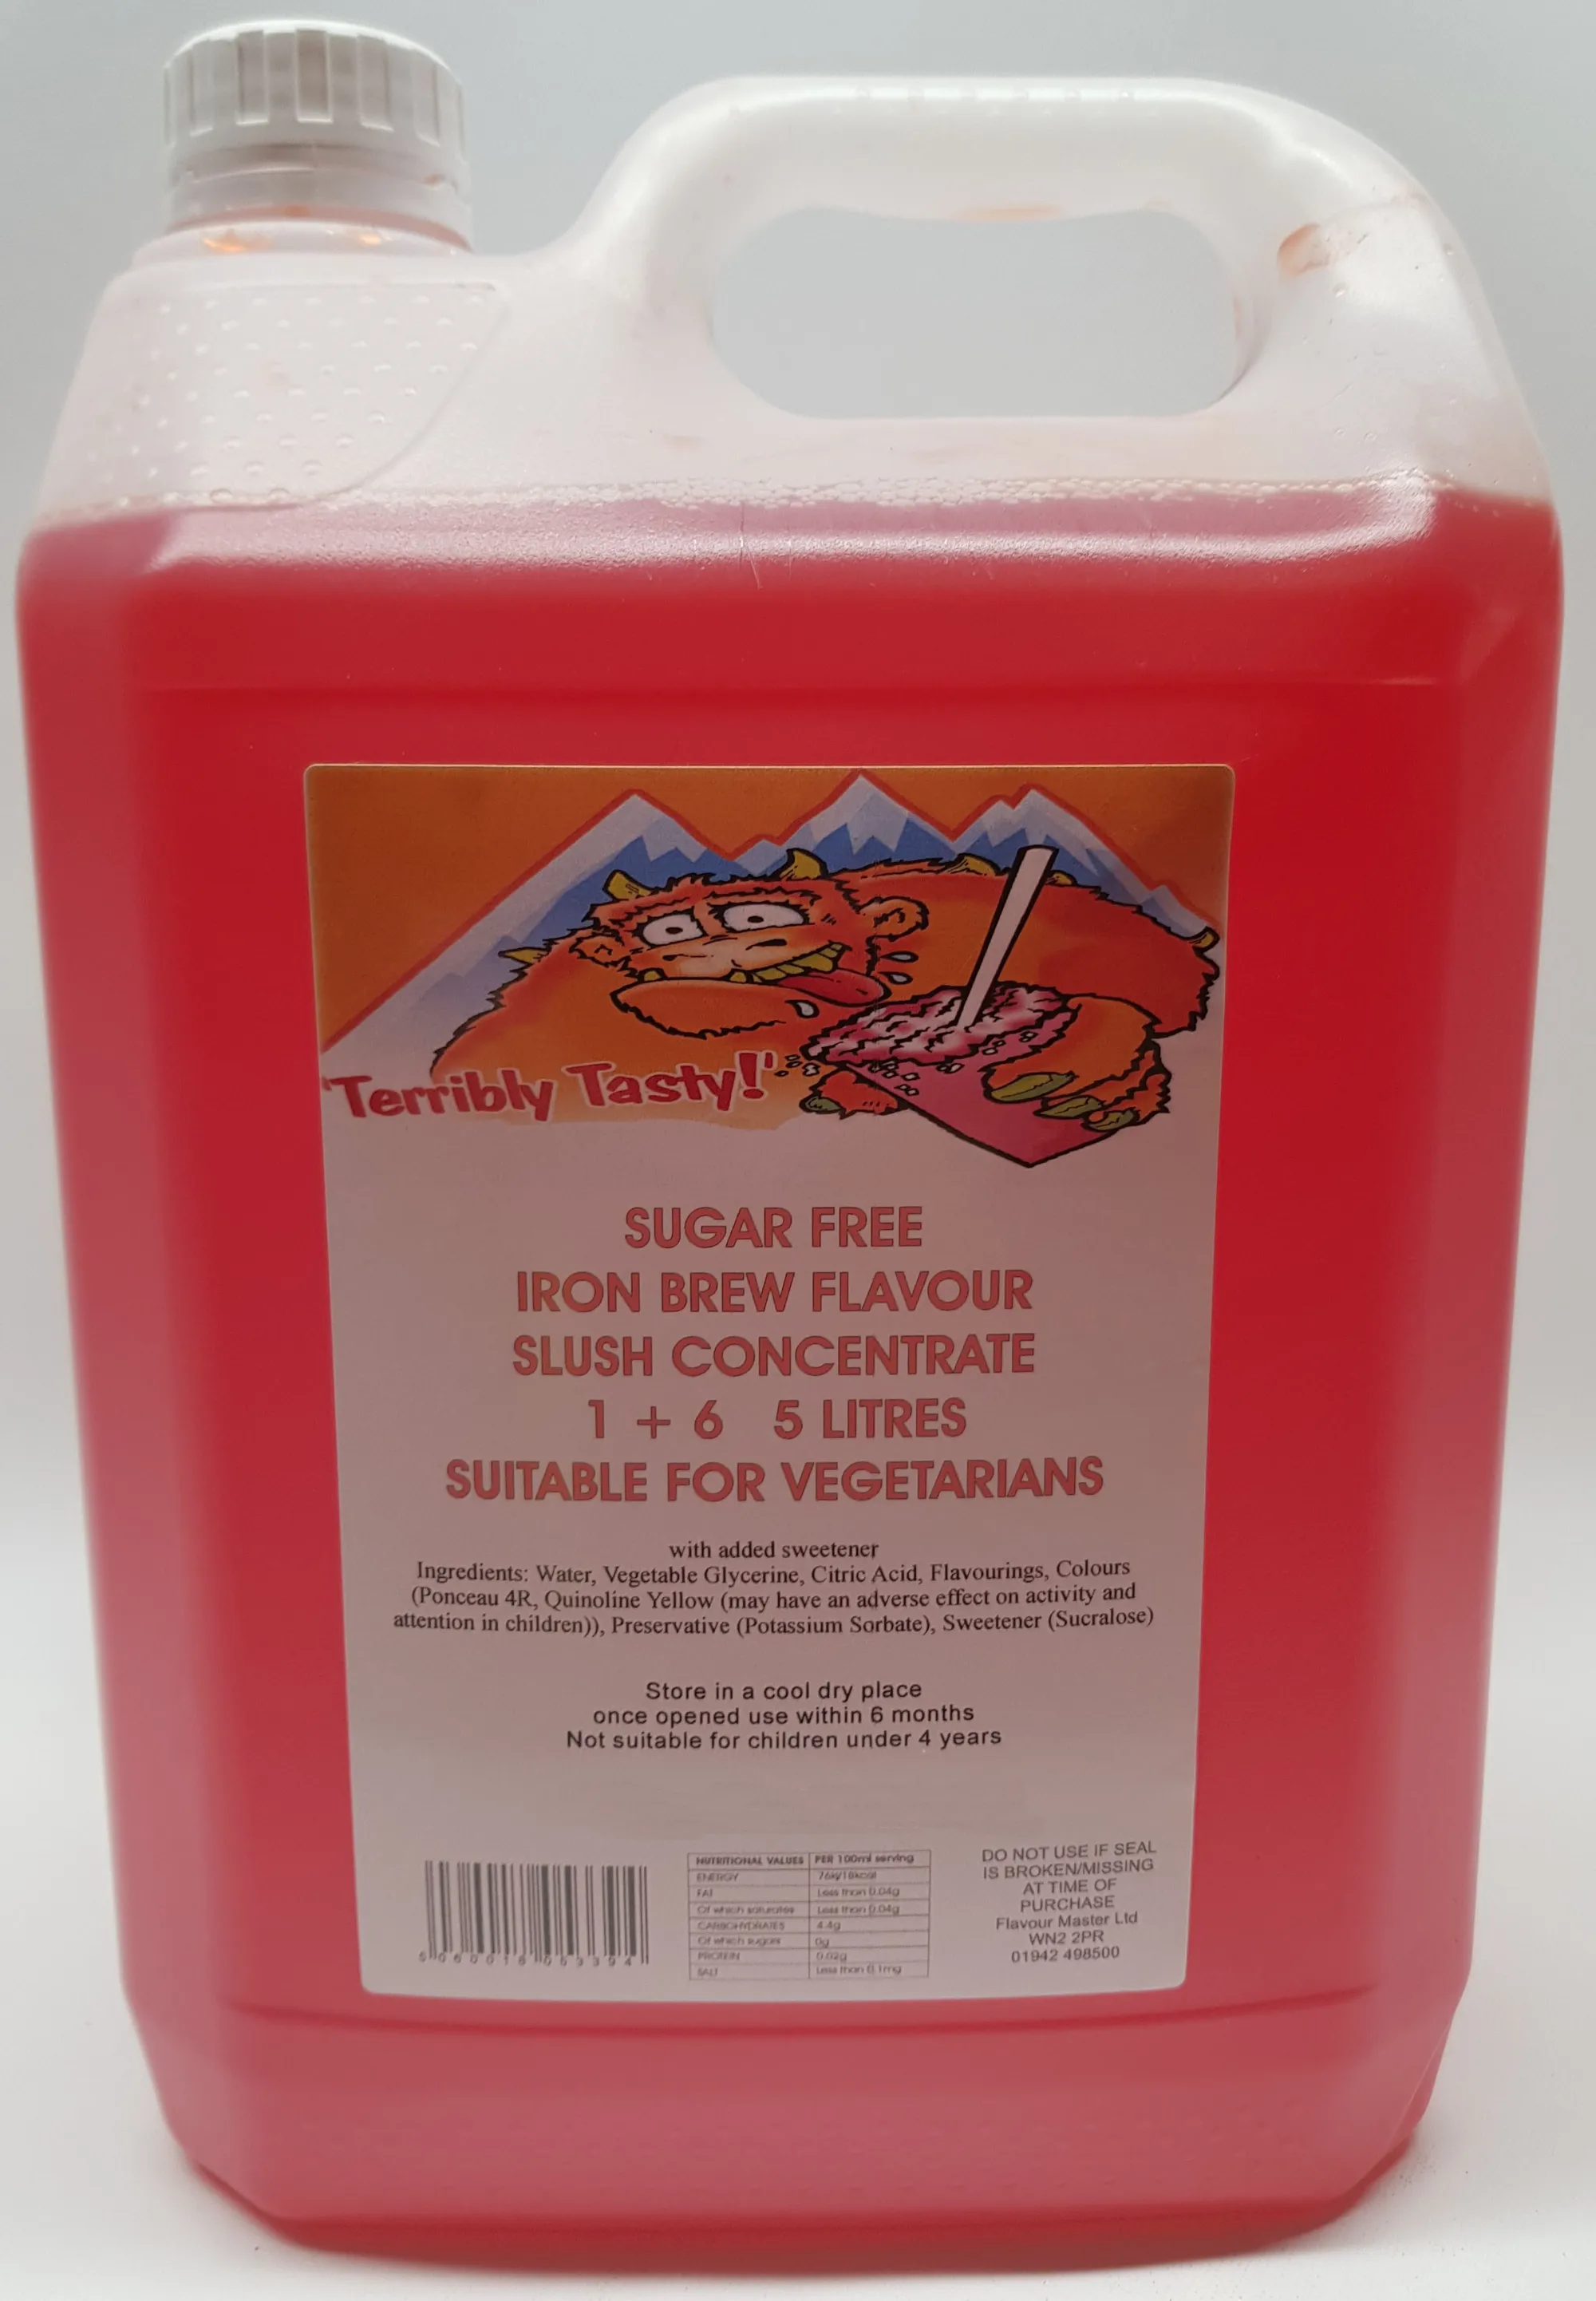 'Terribly Tasty!'
SUGAR FREE
IRON BREW FLAVOUR
SLUSH CONCENTRATE
1 + 6 5 LITRES
SUITABLE FOR VEGETARIANS
with added sweetener
Ingredients: Water, Vegetable Glycerine, Citric Acid, Flavourings, Colours
(Ponceau 4R, Quinoline Yellow (may have an adverse effect on activity and
attention in children)), Preservative (Potassium Sorbate), Sweetener (Sucralose)
Store in a cool dry place
once opened use within 6 months
Not suitable for children under 4 years
NUTRITIONAL VALUES PER 100ml serving
ENERGY
FAT Less than 0.04g
Of which saturates Less than 0.04g
CARBOHYDRATES 4.4g
Of which sugars 0g
PROTEIN 0.02g
SALT Less than 0.1mg
DO NOT USE IF SEAL
IS BROKEN/MISSING
AT TIME OF
PURCHASE
Flavour Master Ltd
WN2 2PR
01942 498500